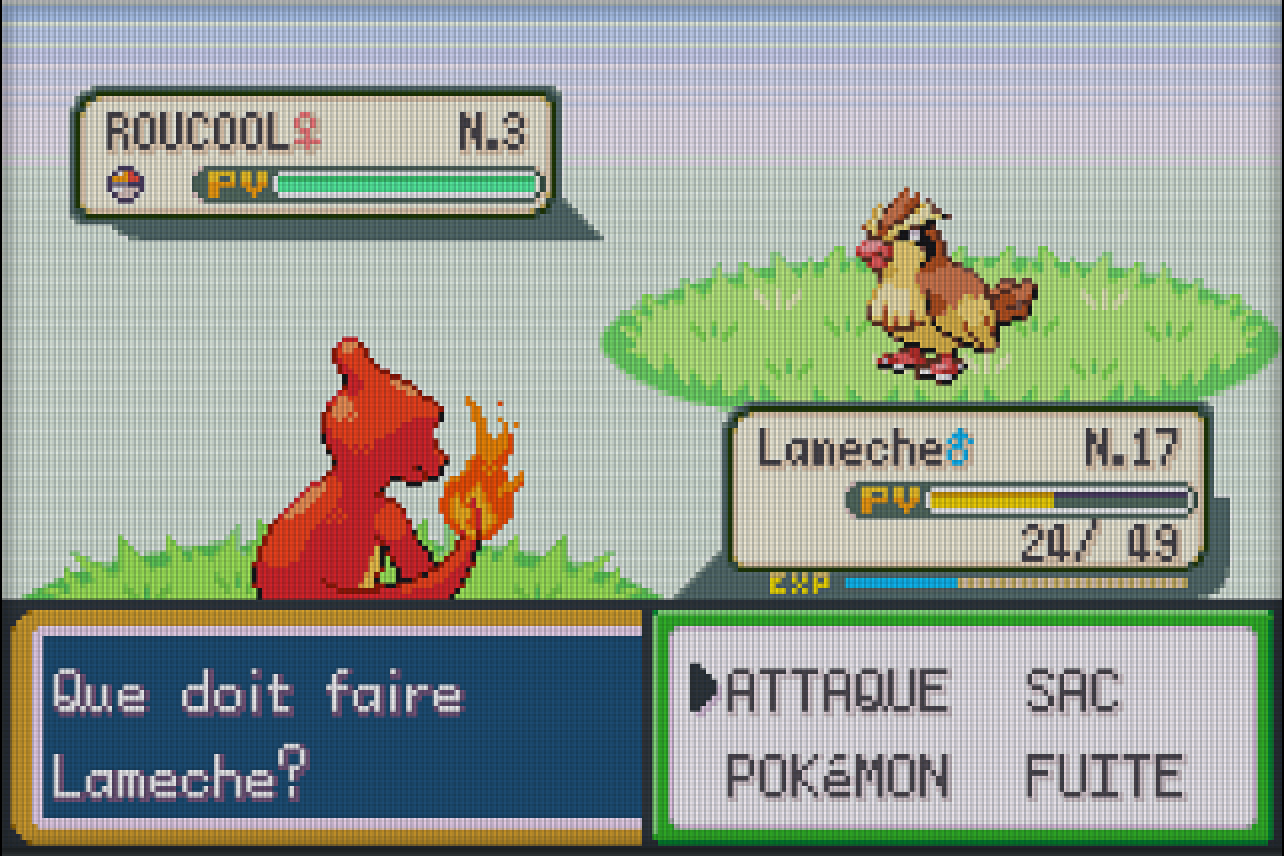 ROUCOOL♀ N.3
PV
Lameche♂ N.17
PV
24/ 49
EXP
Que doit faire
Lameche?
ATTAQUE SAC
POKéMON FUITE